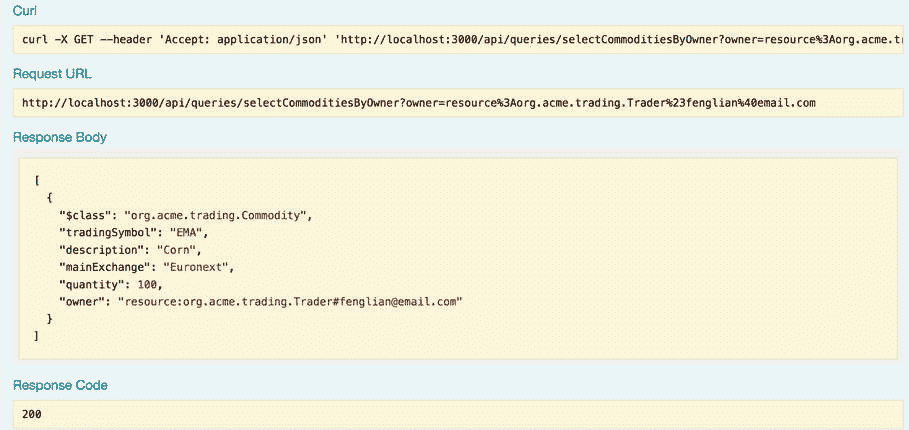 Curl
curl -X GET --header 'Accept: application/json' 'http://localhost:3000/api/queries/selectCommoditiesByOwner?owner=resource%3Aorg.acme.t
Request URL
http://localhost:3000/api/queries/selectCommoditiesByOwner?owner=resource%3Aorg.acme.trading.Trader%23fenglian%40email.com
Response Body
[
{
"$class": "org.acme.trading.Commodity",
"tradingSymbol": "EMA",
"description": "Corn",
"mainExchange": "Euronext",
"quantity": 100,
"owner": "resource:org.acme.trading.Trader#fenglian@email.com"
}
]
Response Code
200